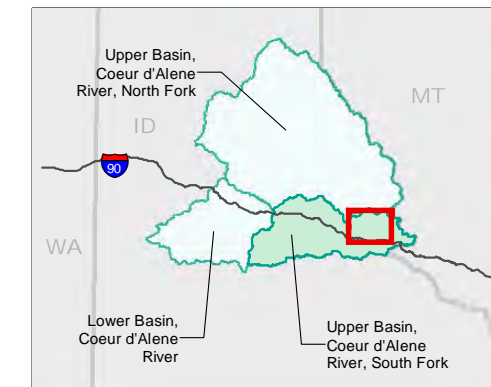 Upper Basin,
Coeur d'Alene
River, North Fork
MT
ID
90
WA
Lower Basin,
Coeur d'Alene
River
Upper Basin,
Coeur d'Alene
River, South Fork